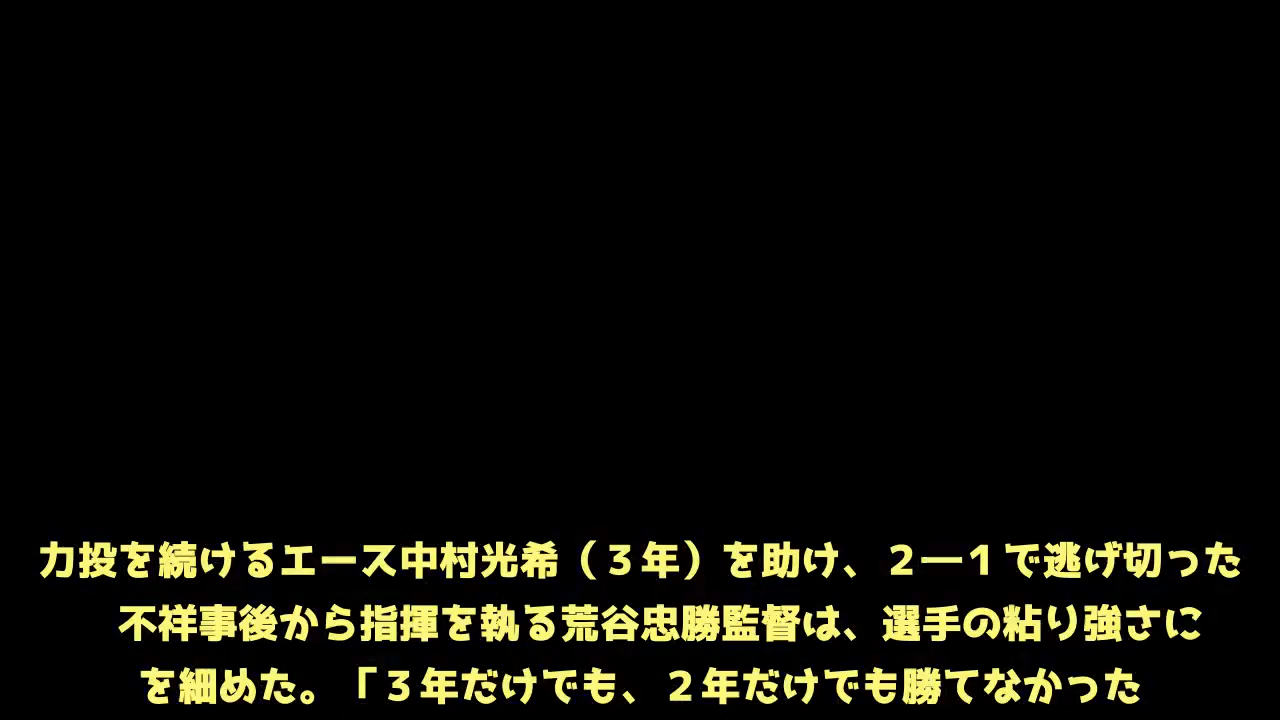 力投を続けるエース中村光希（３年）を助け、２―１で逃げ切った
不祥事後から指揮を執る荒谷忠勝監督は、選手の粘り強さに
を細めた。「３年だけでも、２年だけでも勝てなかった